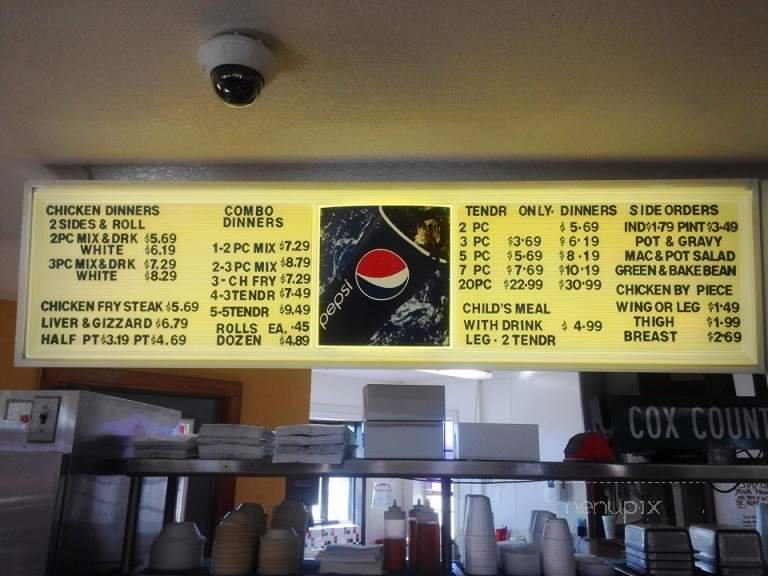 CHICKEN DINNERS
2 SIDES & ROLL
2PC MIX & DRK $5.69
WHITE $6.19
3PC MIX & DRK $7.29
WHITE $8.29
CHICKEN FRY STEAK $5.69
LIVER & GIZZARD $6.79
HALF PT $3.19 PT $4.69
COMBO
DINNERS
1-2 PC MIX $7.29
2-3 PC MIX $8.79
3-CH FRY $7.29
4-3TENDR $7.49
5-5TENDR $9.49
ROLLS EA, .45
DOZEN $4.89
pepsi
TENDR ONLY- DINNERS
2 PC $5.69
3 PC $3.69 $6.19
5 PC $5.69 $8.19
7 PC $7.69 $10.19
20PC $22.99 $30.99
CHILD'S MEAL
WITH DRINK $4.99
LEG - 2 TENDR
SIDE ORDERS
IND $1.79 PINT $3.49
POT & GRAVY
MAC & POT SALAD
GREEN & BAKE BEAN
CHICKEN BY PIECE
WING OR LEG $1.49
THIGH $1.99
BREAST $2.69
COX COUNT
menupix